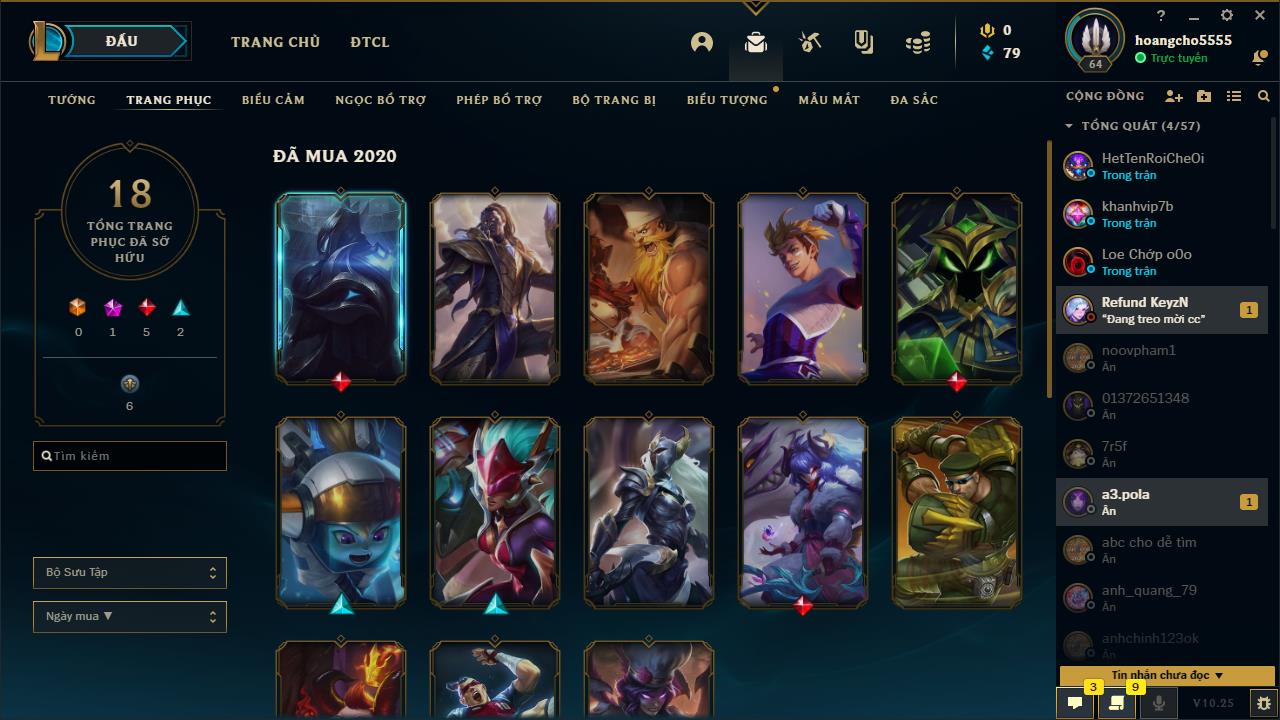 ĐẤU
TRANG CHỦ
ĐTCL
0
79
?
64
hoangcho5555
Trực tuyến
TƯỚNG
TRANG PHỤC
BIỂU CẢM
NGỌC BỔ TRỢ
PHÉP BỔ TRỢ
BỘ TRANG BỊ
BIỂU TƯỢNG
MẪU MẮT
ĐA SẮC
CỘNG ĐỒNG
18
TỔNG TRANG
PHỤC ĐÃ SỞ
HỮU
0
1
5
2
6
Tìm kiếm
Bộ Sưu Tập
Ngày mua ▼
ĐÃ MUA 2020
TỔNG QUÁT (4/57)
HetTenRoiCheOi
Trong trận
khanhvip7b
Trong trận
Loe Chớp oOo
Trong trận
Refund KeyzN
“Đang treo mời cc”
1
noovpham1
Ẩn
01372651348
Ẩn
7r5f
Ẩn
a3.pola
Ẩn
1
abc cho dễ tìm
Ẩn
anh_quang_79
Ẩn
anhchinh123ok
Ẩn
Tin nhắn chưa đọc ▼
3
9
V10.25